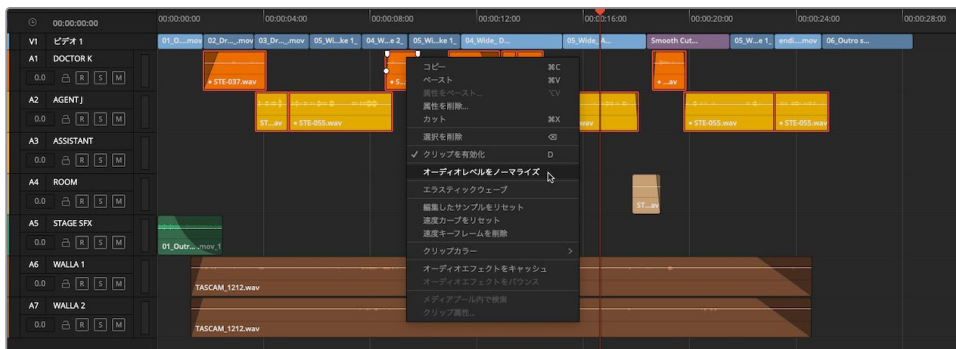 00:00:00:00 00:00:00:00 00:00:04:00 00:00:08:00 00:00:12:00 00:00:16:00 00:00:20:00 00:00:24:00 00:00:28:00
V1 ビデオ 1 01_O....mov 02_Dr..._.mov 03_Dr..._.mov 05_Wi...ke 1_ 04_W...e 2_ 05_Wi...ke 1_ 04_Wide_ D... 05_Wide_ A... Smooth Cut... 05_W...e 1_ endi....mov 06_Outro s...
A1 DOCTOR K
0.0 R S M
• STE-037.wav • S... • ...av
A2 AGENT J
0.0 R S M
ST...av • STE-055.wav wav • STE-055.wav • STE-055.wav
A3 ASSISTANT
0.0 R S M
A4 ROOM
0.0 R S M
ST...av
A5 STAGE SFX
0.0 R S M
01_Outr... .mov_1
A6 WALLA 1
0.0 R S M
TASCAM_1212.wav
A7 WALLA 2
0.0 R S M
TASCAM_1212.wav
コピー ⌘C
ペースト ⌘V
属性をペースト... ⌥V
属性を削除...
カット ⌘X
選択を削除 ⌫
✓ クリップを有効化 D
オーディオレベルをノーマライズ
エラスティックウェーブ
編集したサンプルをリセット
速度カーブをリセット
速度キーフレームを削除
クリップカラー >
オーディオエフェクトをキャッシュ
オーディオエフェクトをバウンス
メディアプール内で検索
クリップ属性...